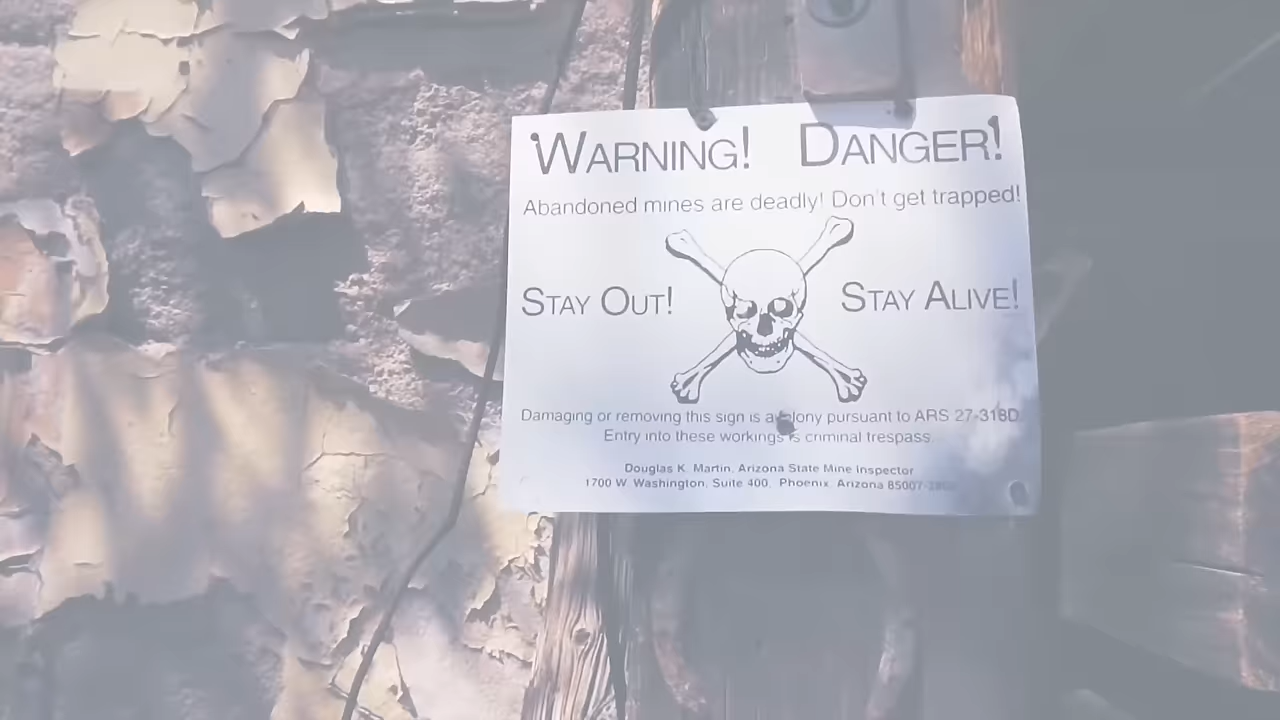 WARNING! DANGER!
Abandoned mines are deadly! Don't get trapped!
STAY OUT! STAY ALIVE!
Damaging or removing this sign is a pursuant to ARS 27-318D.
Entry into these workings is criminal trespass.
Douglas K. Martin, Arizona State Mine Inspector
1700 W. Washington, Suite 400, Phoenix, Arizona 85007-